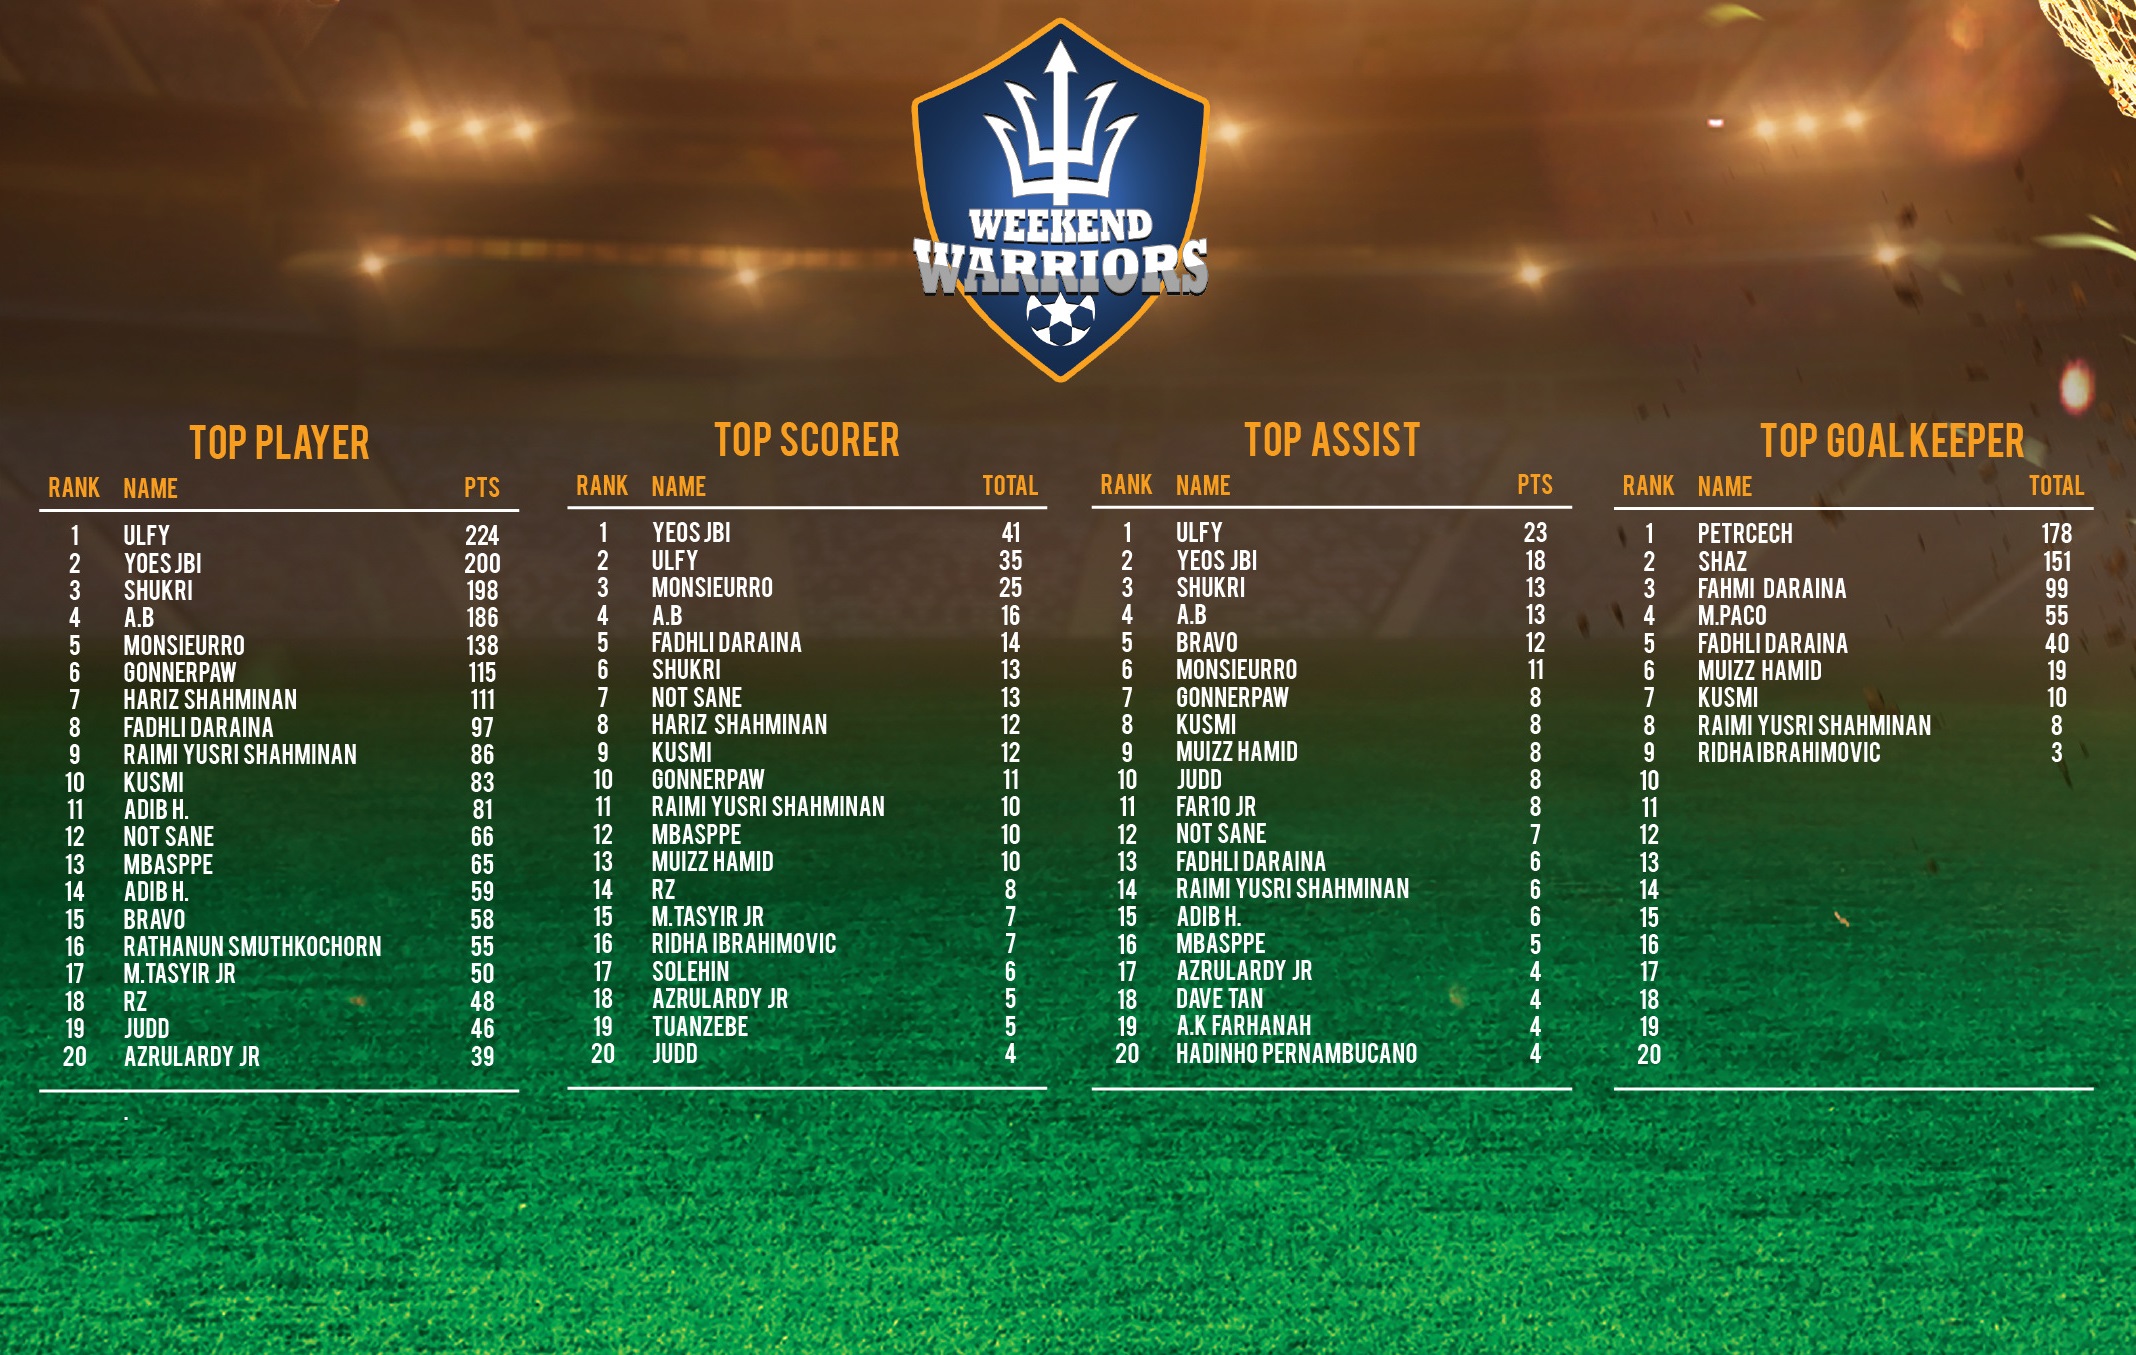 WEEKEND
WARRIORS
TOP PLAYER
RANK NAME PTS
1 ULFY 224
2 YOES JBI 200
3 SHUKRI 198
4 A.B 186
5 MONSIEURRO 138
6 GONNERPAW 115
7 HARIZ SHAHMINAN 111
8 FADHLI DARAINA 97
9 RAIMI YUSRI SHAHMINAN 86
10 KUSMI 83
11 ADIB H. 81
12 NOT SANE 66
13 MBASPPE 65
14 ADIB H. 59
15 BRAVO 58
16 RATHANUN SMUTHKOCHORN 55
17 M.TASYIR JR 50
18 RZ 48
19 JUDD 46
20 AZRULARDY JR 39
.
TOP SCORER
RANK NAME TOTAL
1 YEOS JBI 41
2 ULFY 35
3 MONSIEURRO 25
4 A.B 16
5 FADHLI DARAINA 14
6 SHUKRI 13
7 NOT SANE 13
8 HARIZ SHAHMINAN 12
9 KUSMI 12
10 GONNERPAW 11
11 RAIMI YUSRI SHAHMINAN 10
12 MBASPPE 10
13 MUIZZ HAMID 10
14 RZ 8
15 M.TASYIR JR 7
16 RIDHA IBRAHIMOVIC 7
17 SOLEHIN 6
18 AZRULARDY JR 5
19 TUANZEBE 5
20 JUDD 4
TOP ASSIST
RANK NAME PTS
1 ULFY 23
2 YEOS JBI 18
3 SHUKRI 13
4 A.B 13
5 BRAVO 12
6 MONSIEURRO 11
7 GONNERPAW 8
8 KUSMI 8
9 MUIZZ HAMID 8
10 JUDD 8
11 FAR10 JR 8
12 NOT SANE 7
13 FADHLI DARAINA 6
14 RAIMI YUSRI SHAHMINAN 6
15 ADIB H. 6
16 MBASPPE 5
17 AZRULARDY JR 4
18 DAVE TAN 4
19 A.K FARHANAH 4
20 HADINHO PERNAMBUCANO 4
TOP GOAL KEEPER
RANK NAME TOTAL
1 PETRCECH 178
2 SHAZ 151
3 FAHMI DARAINA 99
4 M.PACO 55
5 FADHLI DARAINA 40
6 MUIZZ HAMID 19
7 KUSMI 10
8 RAIMI YUSRI SHAHMINAN 8
9 RIDHA IBRAHIMOVIC 3
10
11
12
13
14
15
16
17
18
19
20